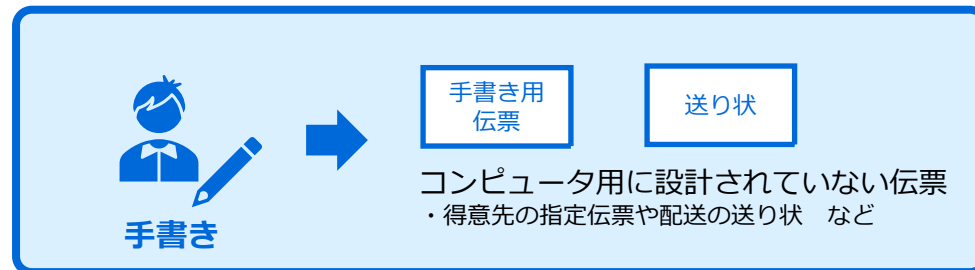 手書き
手書き用
伝票
送り状
コンピュータ用に設計されていない伝票
・得意先の指定伝票や配送の送り状　など